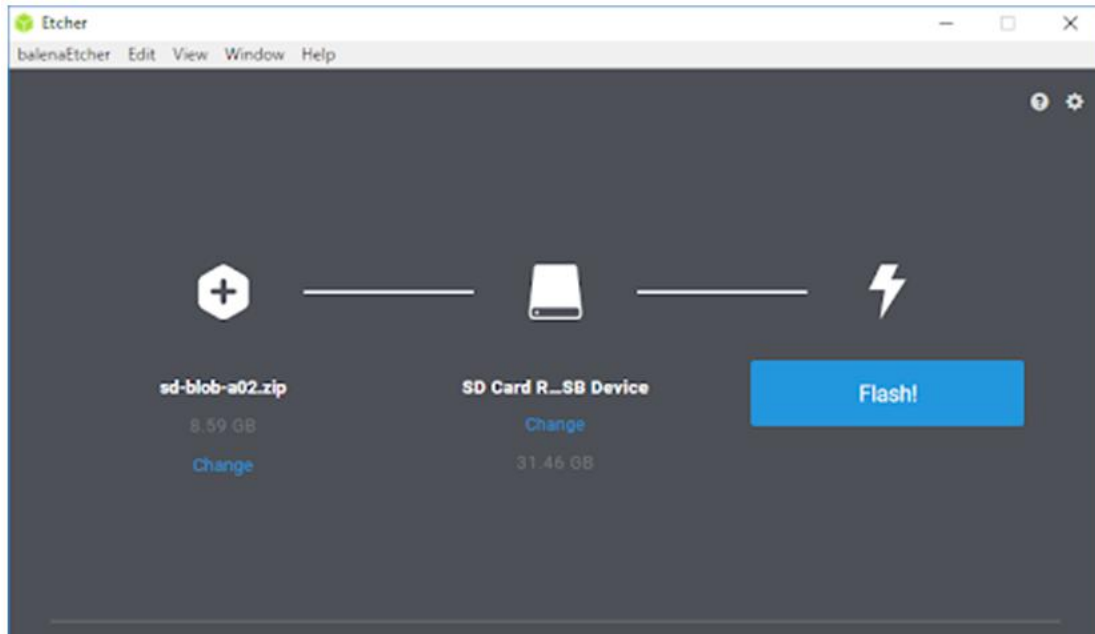 Etcher
balenaEtcher Edit View Window Help
sd-blob-a02.zip
8.59 GB
Change
SD Card R...SB Device
Change
31.46 GB
Flash!